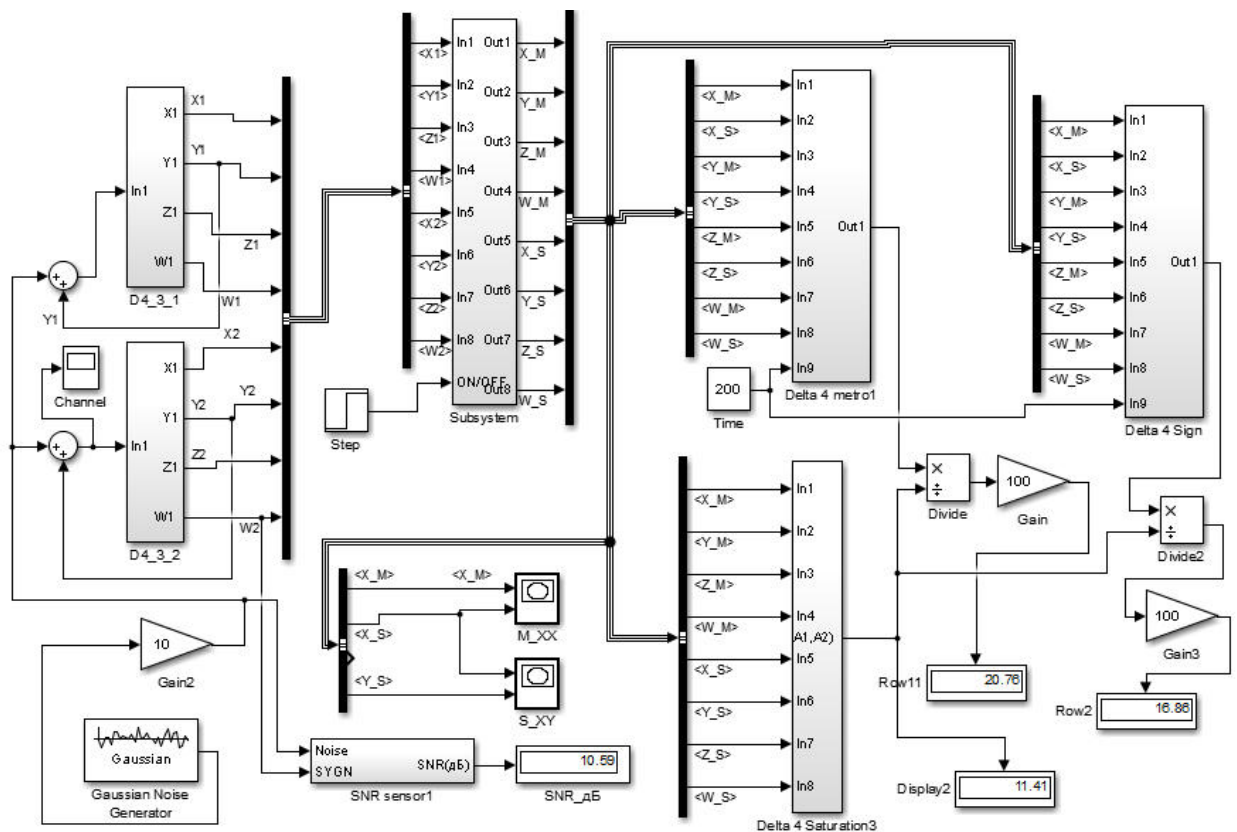 X1
Y1
Z1
W1
In1
X1
Y1
Z1
W1
D4_3_1
Y1
Channel
X2
Y2
Z2
W2
In1
X1
Y1
Z1
W1
D4_3_2
10
Gain2
Gaussian
Gaussian Noise
Generator
<X1>
<Y1>
<Z1>
<W1>
<X2>
<Y2>
<Z2>
<W2>
In1
In2
In3
In4
In5
In6
In7
In8
ON/OFF
Out1
Out2
Out3
Out4
Out5
Out6
Out7
Out8
Subsystem
X_M
Y_M
Z_M
W_M
X_S
Y_S
Z_S
W_S
Step
<X_M>
<X_S>
<Y_M>
<Y_S>
<Z_M>
<Z_S>
<W_M>
<W_S>
In1
In2
In3
In4
In5
In6
In7
In8
In9
Out1
Delta 4 metro1
200
Time
<X_M>
<X_S>
<Y_M>
<Y_S>
<Z_M>
<Z_S>
<W_M>
<W_S>
In1
In2
In3
In4
In5
In6
In7
In8
In9
Out1
Delta 4 Sign
<X_M>
<X_M>
<X_S>
<Y_S>
M_XX
S_XY
Noise
SYGN
SNR(дБ)
SNR sensor1
10.59
SNR_дБ
<X_M>
<Y_M>
<Z_M>
<W_M>
<X_S>
<Y_S>
<Z_S>
<W_S>
In1
In2
In3
In4
In5
In6
In7
In8
A1,A2)
Delta 4 Saturation3
×
÷
Divide
100
Gain
×
÷
Divide2
100
Gain3
20.76
Row11
16.86
Row2
11.41
Display2